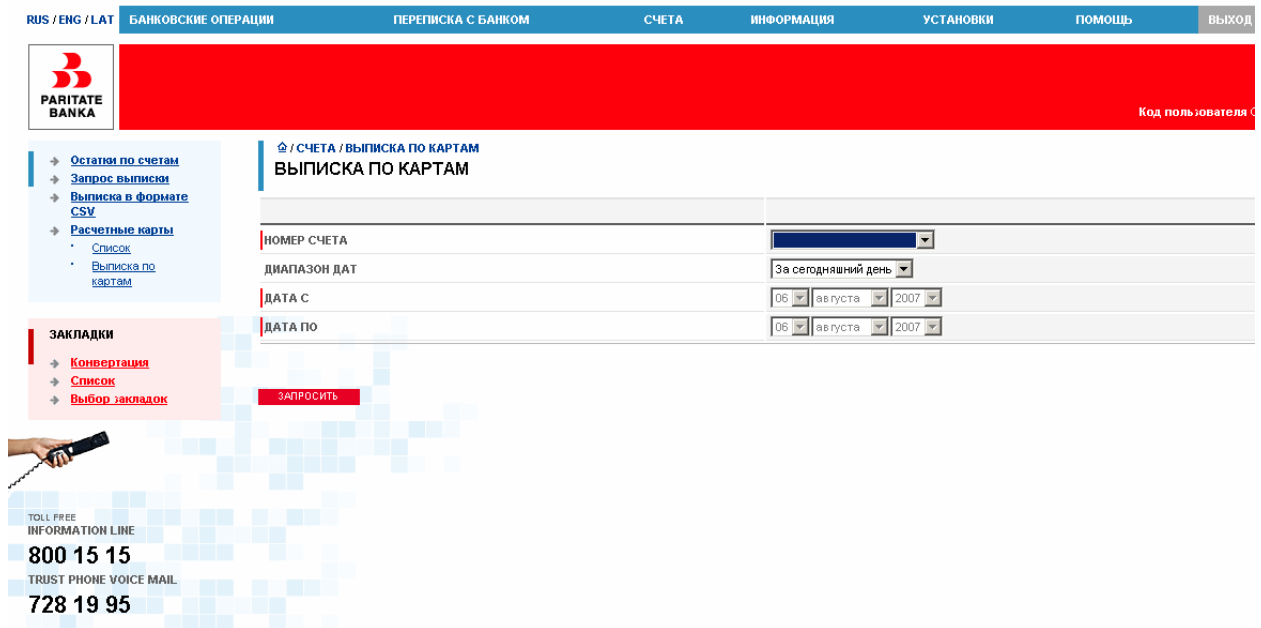 RUS / ENG / LAT БАНКОВСКИЕ ОПЕРАЦИИ ПЕРЕПИСКА С БАНКОМ СЧЕТА ИНФОРМАЦИЯ УСТАНОВКИ ПОМОЩЬ ВЫХОД
PARITATE
BANKA
Код пользователя
Остатки по счетам
Запрос выписки
Выписка в формате
CSV
Расчетные карты
Список
Выписка по
картам
ЗАКЛАДКИ
Конвертация
Список
Выбор закладок
TOLL FREE
INFORMATION LINE
800 15 15
TRUST PHONE VOICE MAIL
728 19 95
/ СЧЕТА / ВЫПИСКА ПО КАРТАМ
ВЫПИСКА ПО КАРТАМ
НОМЕР СЧЕТА
ДИАПАЗОН ДАТ За сегодняшний день
ДАТА С 06 августа 2007
ДАТА ПО 06 августа 2007
ЗАПРОСИТЬ